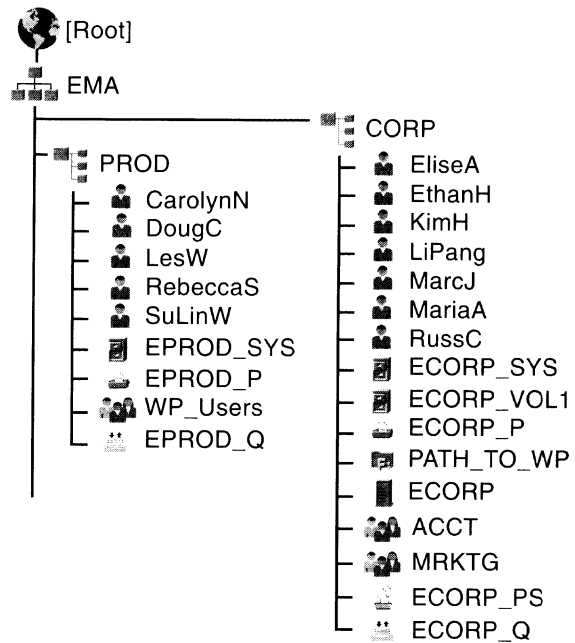 [Root]
EMA
PROD
CarolynN
DougC
LesW
RebeccaS
SuLinW
EPROD_SYS
EPROD_P
WP_Users
EPROD_Q
CORP
EliseA
EthanH
KimH
LiPang
MarcJ
MariaA
RussC
ECORP_SYS
ECORP_VOL1
ECORP_P
PATH_TO_WP
ECORP
ACCT
MRKTG
ECORP_PS
ECORP_Q